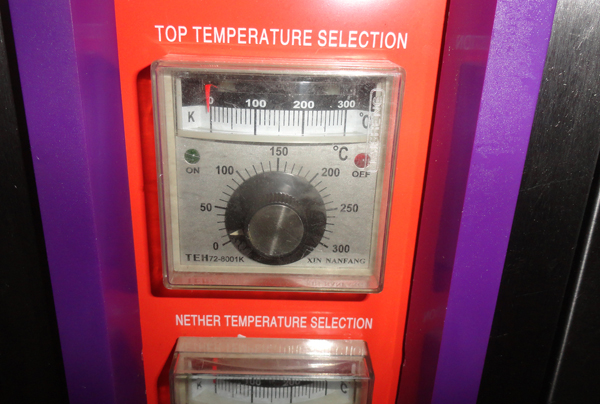 TOP TEMPERATURE SELECTION
0 100 200 300
K °C
150 °C
ON 100 200 OFF
50 250
0 300
TEH72-8001K XIN NANFANG
NETHER TEMPERATURE SELECTION
K